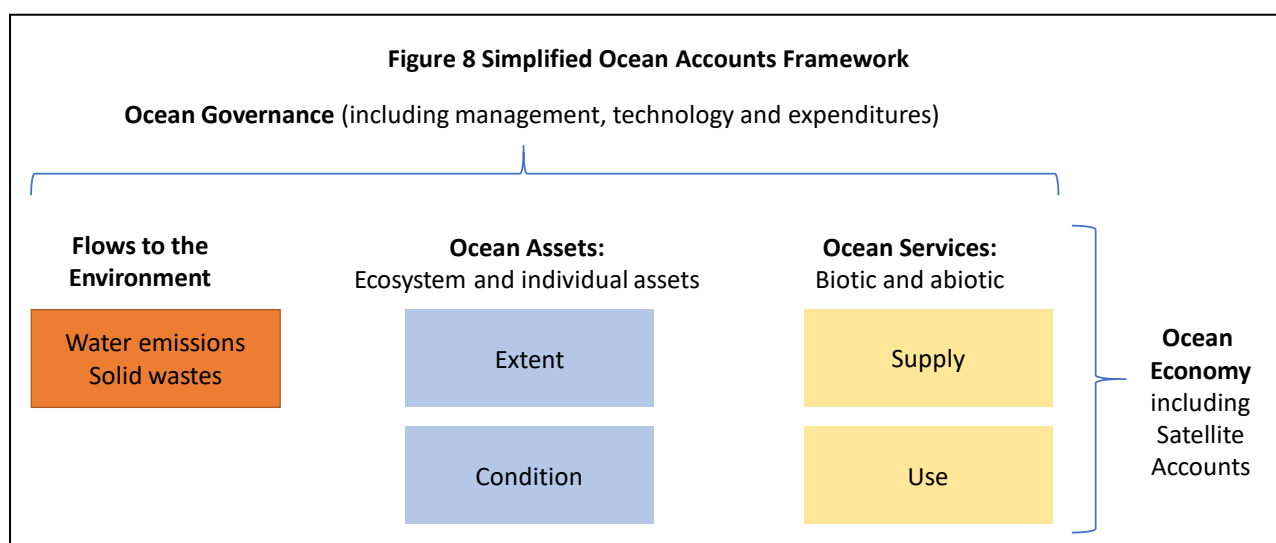 Figure 8 Simplified Ocean Accounts Framework
Ocean Governance (including management, technology and expenditures)
Flows to the
Environment
Water emissions
Solid wastes
Ocean Assets:
Ecosystem and individual assets
Extent
Condition
Ocean Services:
Biotic and abiotic
Supply
Use
Ocean
Economy
including
Satellite
Accounts